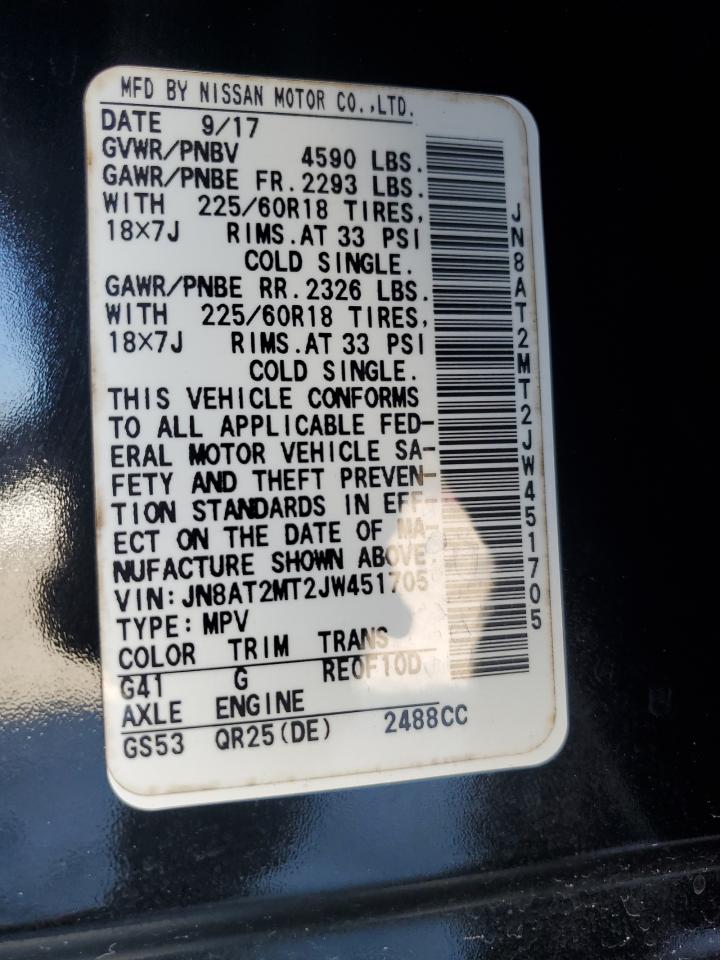 MFD BY NISSAN MOTOR CO.,LTD.
DATE 9/17
GVWR/PNBV 4590 LBS.
GAWR/PNBE FR.2293 LBS.
WITH 225/60R18 TIRES,
18×7J RIMS.AT 33 PSI
COLD SINGLE.
GAWR/PNBE RR.2326 LBS.
WITH 225/60R18 TIRES,
18×7J RIMS.AT 33 PSI
COLD SINGLE.
THIS VEHICLE CONFORMS
TO ALL APPLICABLE FED-
ERAL MOTOR VEHICLE SA-
FETY AND THEFT PREVEN-
TION STANDARDS IN EFF-
ECT ON THE DATE OF MA-
NUFACTURE SHOWN ABOVE.
VIN:JN8AT2MT2JW451705
TYPE:MPV
COLOR TRIM TRANS
G41 G RE0F10D
AXLE ENGINE
GS53 QR25(DE) 2488CC
JN8AT2MT2JW451705